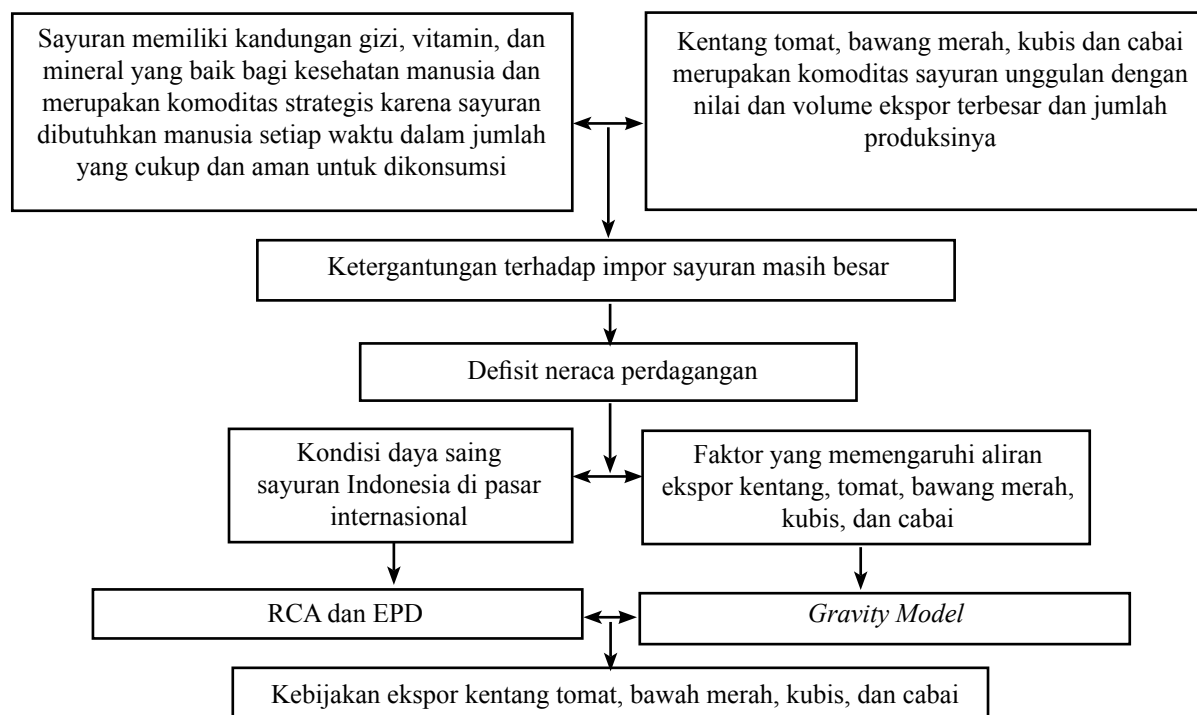 Sayuran memiliki kandungan gizi, vitamin, dan
mineral yang baik bagi kesehatan manusia dan
merupakan komoditas strategis karena sayuran
dibutuhkan manusia setiap waktu dalam jumlah
yang cukup dan aman untuk dikonsumsi
Kentang tomat, bawang merah, kubis dan cabai
merupakan komoditas sayuran unggulan dengan
nilai dan volume ekspor terbesar dan jumlah
produksinya
Ketergantungan terhadap impor sayuran masih besar
Defisit neraca perdagangan
Kondisi daya saing
sayuran Indonesia di pasar
internasional
Faktor yang memengaruhi aliran
ekspor kentang, tomat, bawang merah,
kubis, dan cabai
RCA dan EPD
Gravity Model
Kebijakan ekspor kentang tomat, bawah merah, kubis, dan cabai